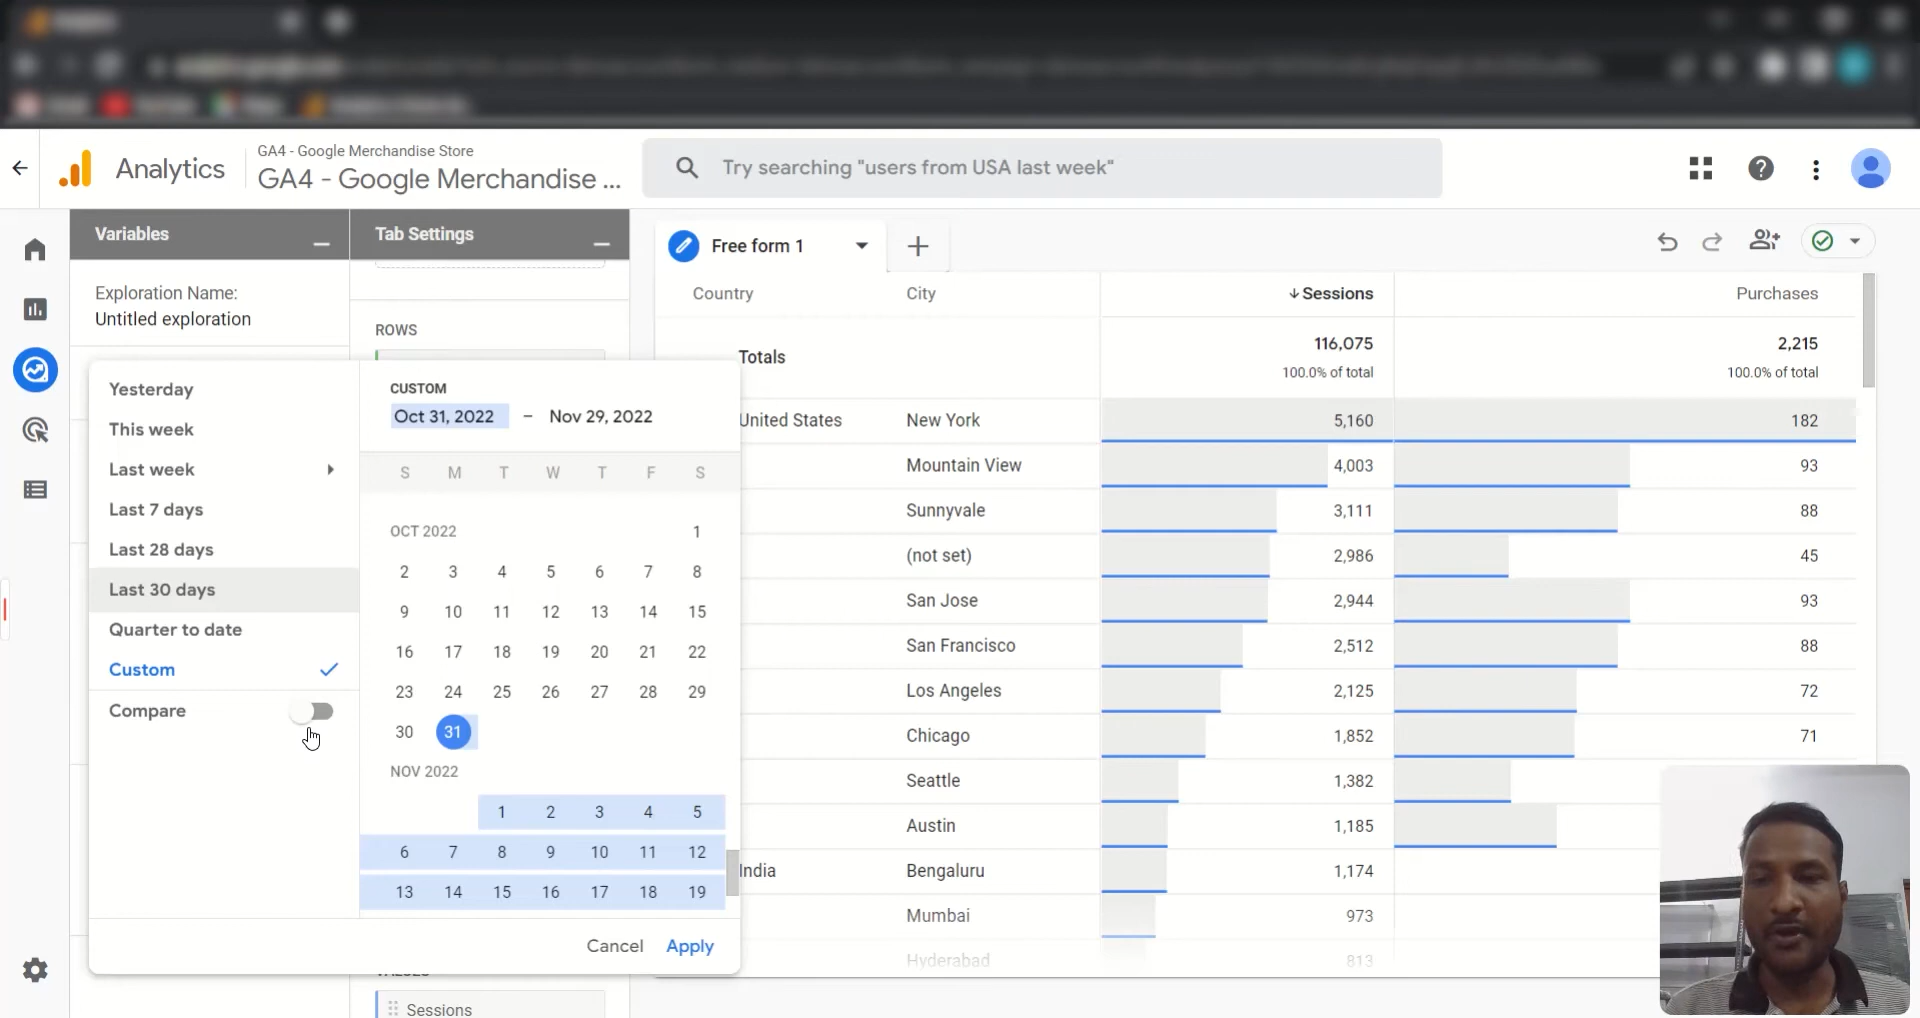 Analytics
GA4 - Google Merchandise Store
GA4 - Google Merchandise ...
Try searching "users from USA last week"
Variables
Exploration Name:
Untitled exploration
Tab Settings
ROWS
Yesterday
This week
Last week
Last 7 days
Last 28 days
Last 30 days
Quarter to date
Custom
Compare
CUSTOM
Oct 31, 2022 – Nov 29, 2022
S M T W T F S
OCT 2022 1
2 3 4 5 6 7 8
9 10 11 12 13 14 15
16 17 18 19 20 21 22
23 24 25 26 27 28 29
30 31
NOV 2022
1 2 3 4 5
6 7 8 9 10 11 12
13 14 15 16 17 18 19
Cancel Apply
Sessions
Free form 1
Country City Sessions Purchases
Totals 116,075 2,215
100.0% of total 100.0% of total
United States New York 5,160 182
Mountain View 4,003 93
Sunnyvale 3,111 88
(not set) 2,986 45
San Jose 2,944 93
San Francisco 2,512 88
Los Angeles 2,125 72
Chicago 1,852 71
Seattle 1,382
Austin 1,185
India Bengaluru 1,174
Mumbai 973
Hyderabad 813